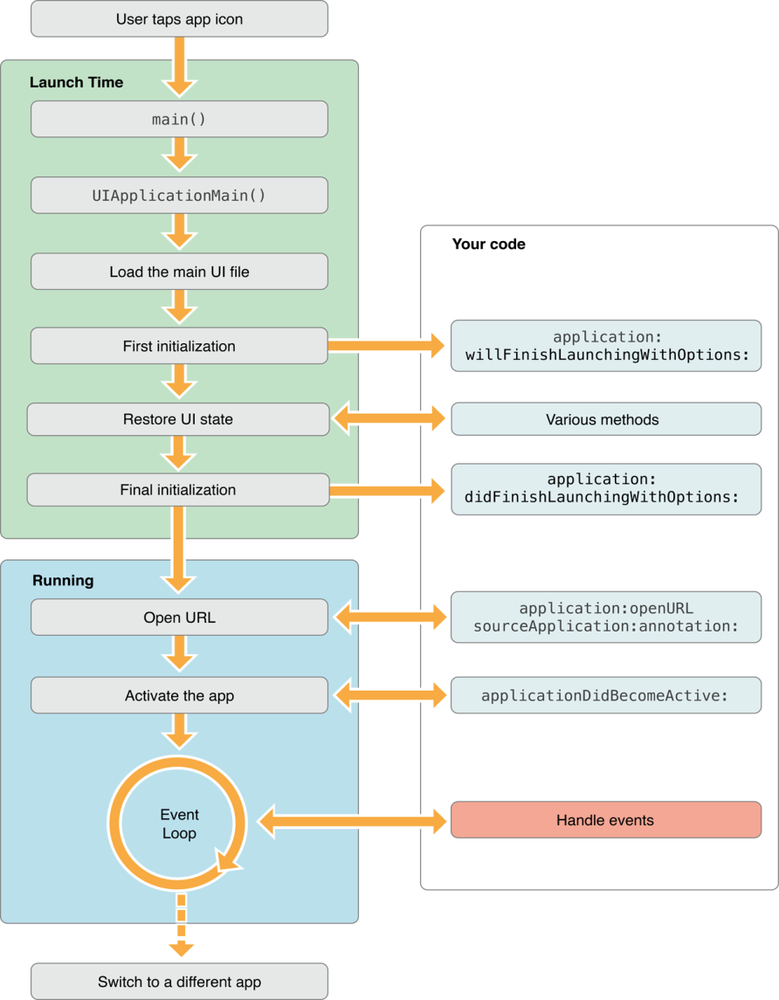 User taps app icon
Launch Time
main()
UIApplicationMain()
Load the main UI file
First initialization
Restore UI state
Final initialization
Running
Open URL
Activate the app
Event
Loop
Switch to a different app
Your code
application:
willFinishLaunchingWithOptions:
Various methods
application:
didFinishLaunchingWithOptions:
application:openURL
sourceApplication:annotation:
applicationDidBecomeActive:
Handle events